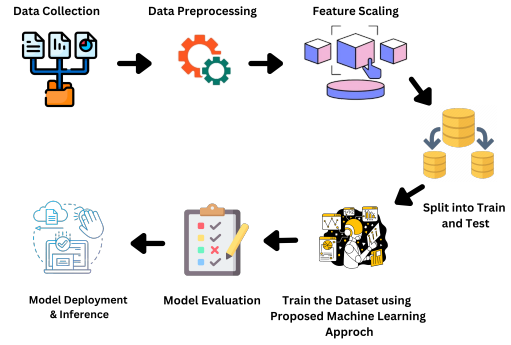 Data Collection
Data Preprocessing
Feature Scaling
Split into Train
and Test
Train the Dataset using
Proposed Machine Learning
Approch
Model Evaluation
Model Deployment
& Inference